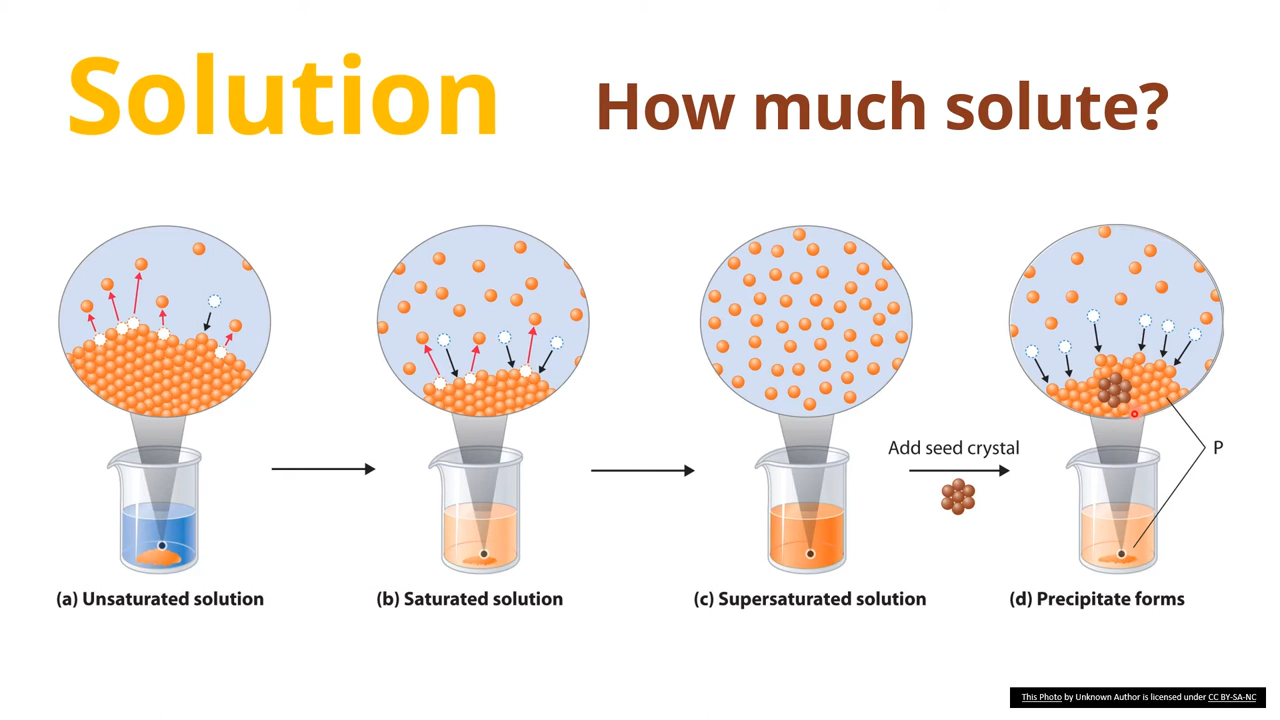 Solution
How much solute?
Add seed crystal
P
(a) Unsaturated solution
(b) Saturated solution
(c) Supersaturated solution
(d) Precipitate forms
This Photo by Unknown Author is licensed under CC BY-SA-NC